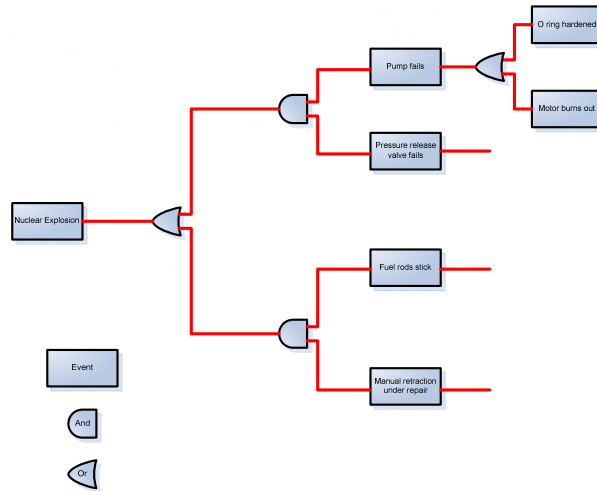 O ring hardened
Pump fails
Motor burns out
Pressure release
valve fails
Nuclear Explosion
Fuel rods stick
Event
Manual retraction
under repair
And
Or